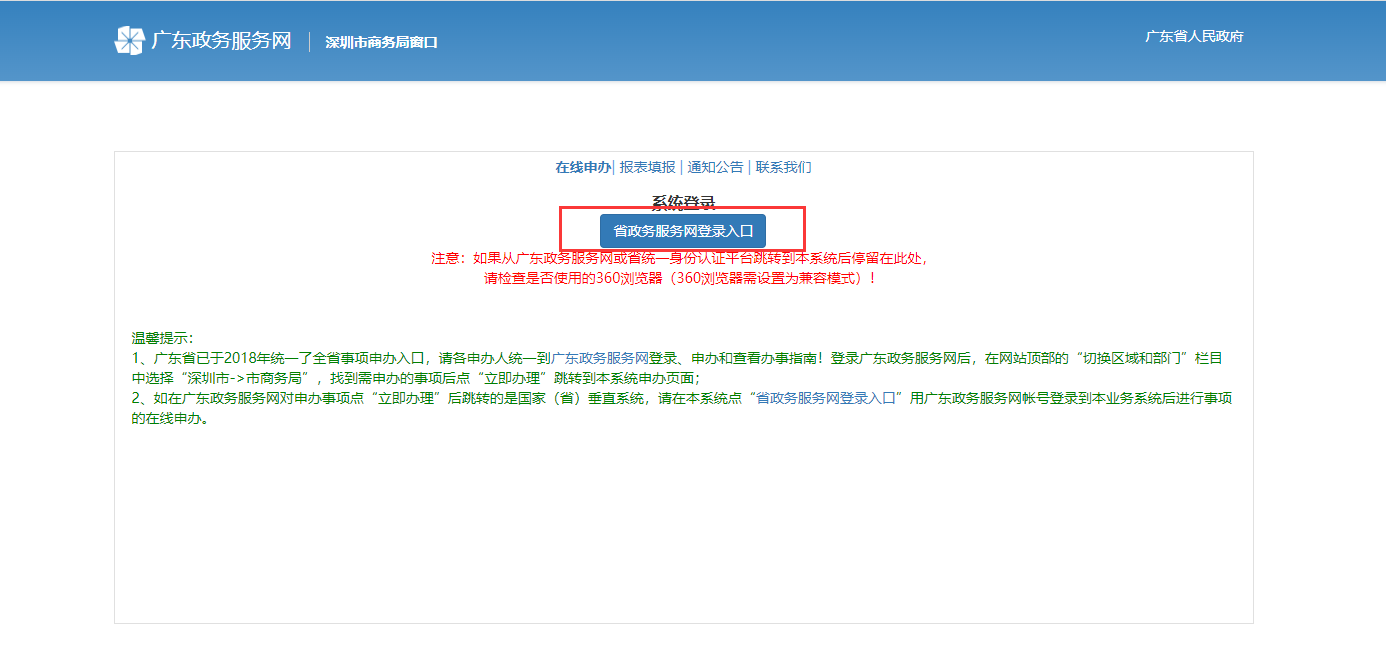 广东政务服务网 | 深圳市商务局窗口
广东省人民政府
在线申办| 报表填报 | 通知公告 | 联系我们
系统登录
省政务服务网登录入口
注意：如果从广东政务服务网或省统一身份认证平台跳转到本系统后停留在此处，
请检查是否使用的360浏览器（360浏览器需设置为兼容模式）！
温馨提示：
1、广东省已于2018年统一了全省事项申办入口，请各申办人统一到广东政务服务网登录、申办和查看办事指南！登录广东政务服务网后，在网站顶部的“切换区域和部门”栏目
中选择“深圳市->市商务局”，找到需申办的事项后点“立即办理”跳转到本系统申办页面；
2、如在广东政务服务网对申办事项点“立即办理”后跳转的是国家（省）垂直系统，请在本系统点“省政务服务网登录入口”用广东政务服务网帐号登录到本业务系统后进行事项
的在线申办。